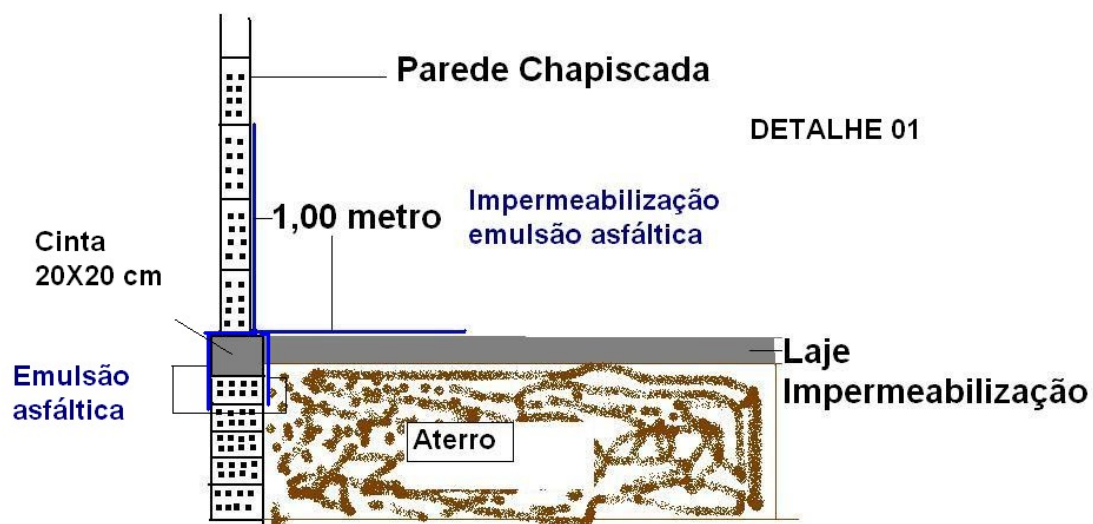 Parede Chapiscada
DETALHE 01
1,00 metro
Impermeabilização
emulsão asfáltica
Cinta
20X20 cm
Laje
Impermeabilização
Emulsão
asfáltica
Aterro